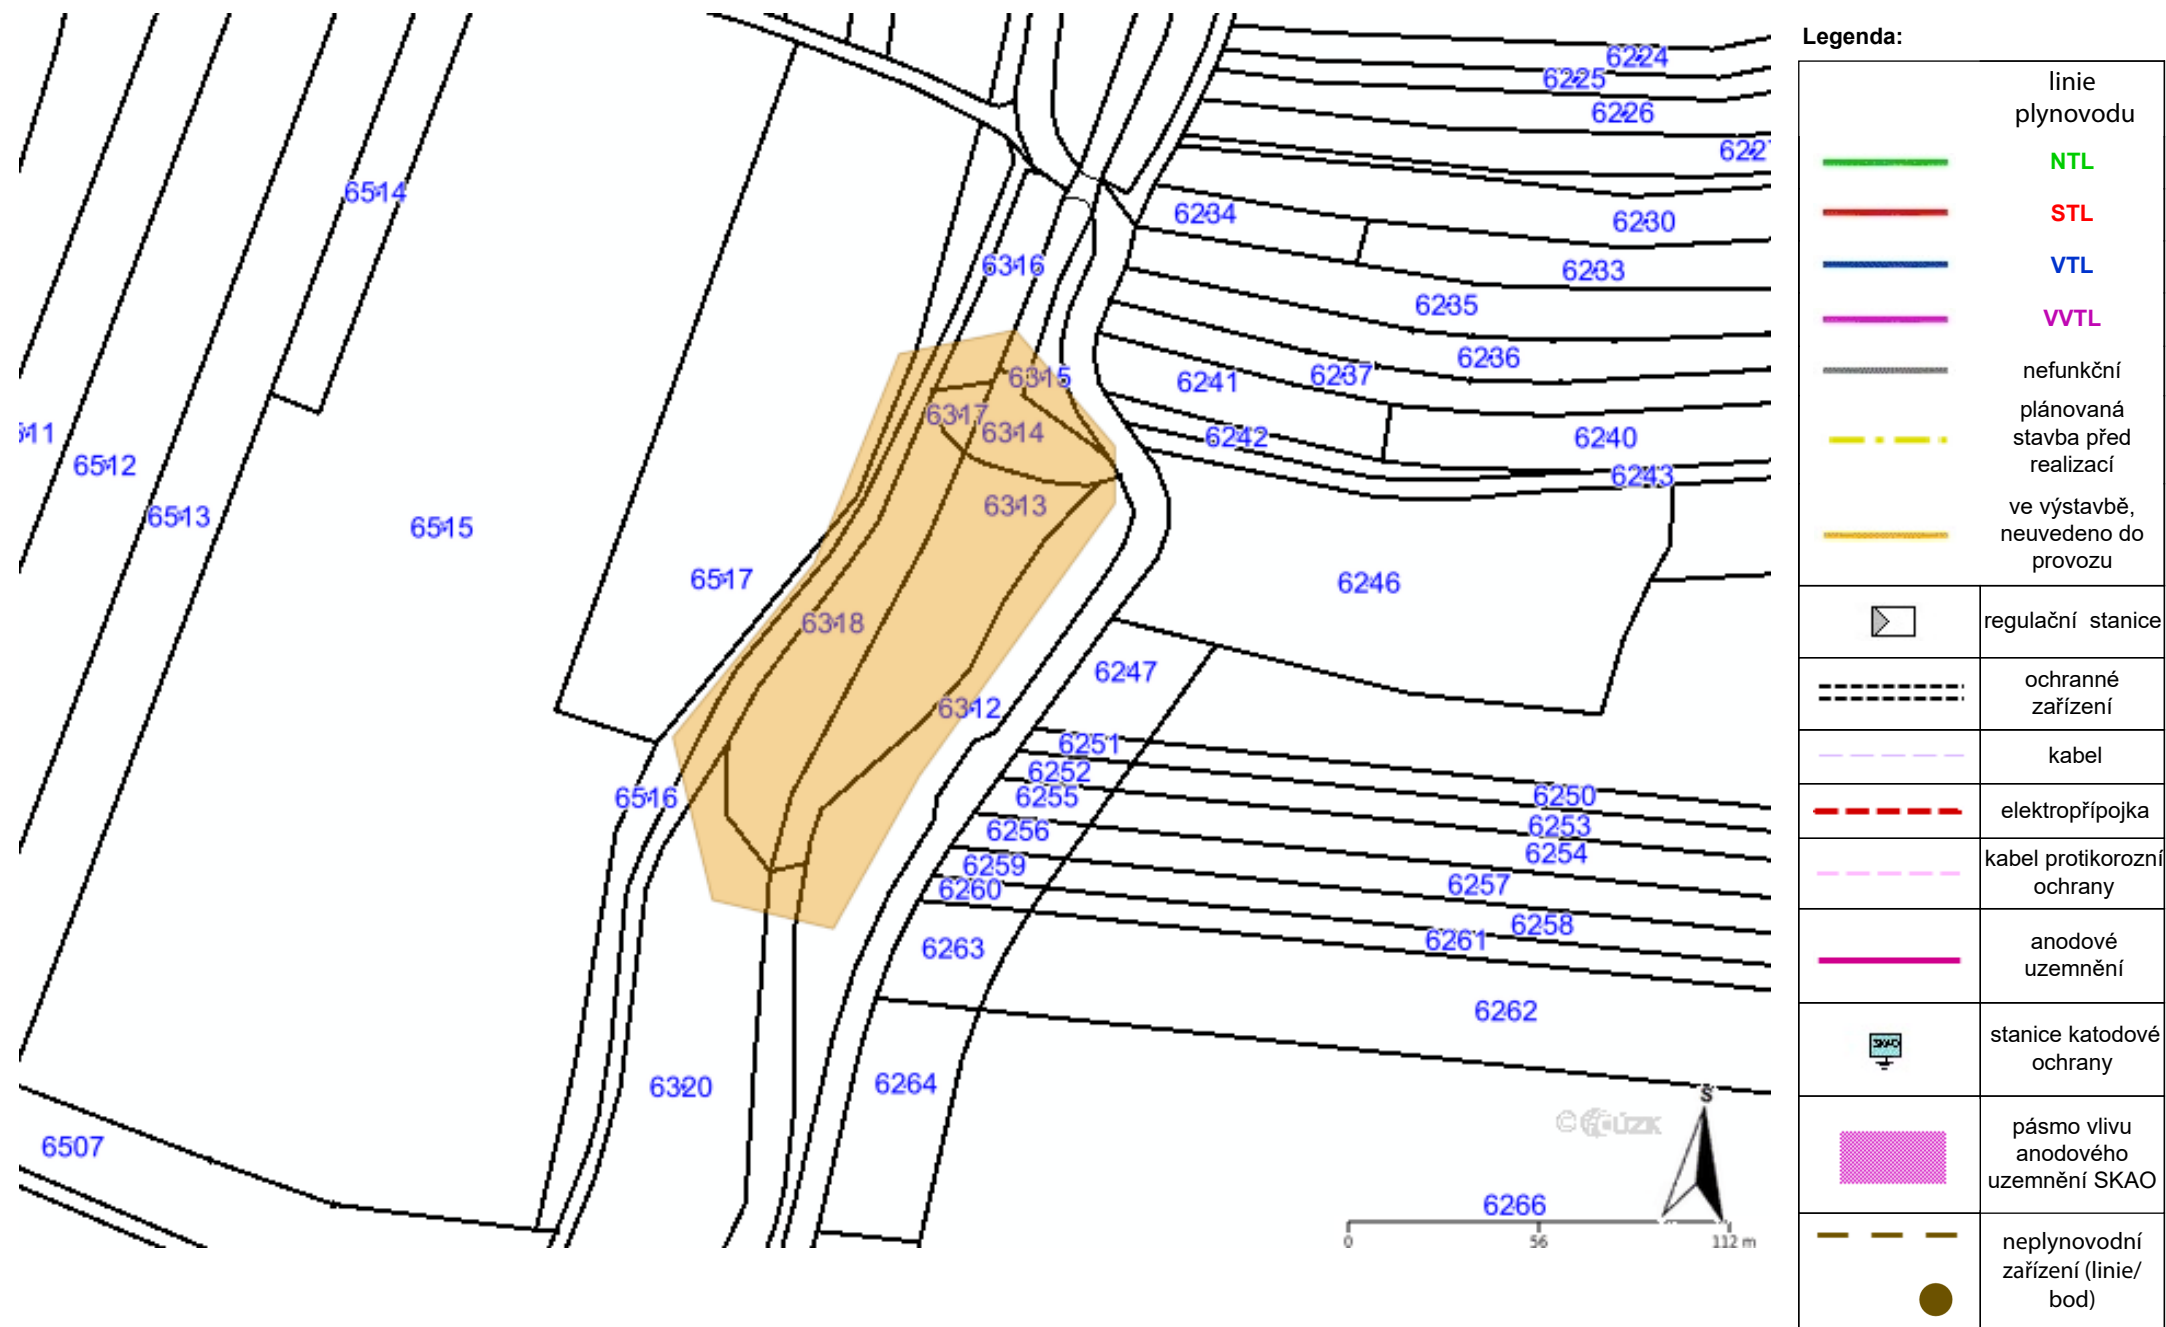 Legenda:
linie
plynovodu
NTL
STL
VTL
VVTL
nefunkční
plánovaná
stavba před
realizací
ve výstavbě,
neuvedeno do
provozu
regulační stanice
ochranné
zařízení
kabel
elektropřípojka
kabel protikorozní
ochrany
anodové
uzemnění
SKAO
stanice katodové
ochrany
pásmo vlivu
anodového
uzemnění SKAO
neplynovodní
zařízení (linie/
bod)
6224
6225
6226
6514
6234
6230
6316
6233
6235
6236
6315
6237
6241
6317
6314
6242
6240
6512
6243
6513
6515
6313
6517
6246
6318
6247
6312
6251
6252
6516
6255
6250
6256
6253
6254
6259
6260
6257
6258
6263
6261
6262
6320
6264
6507
6266
S
© ČÚZK
0
56
112 m